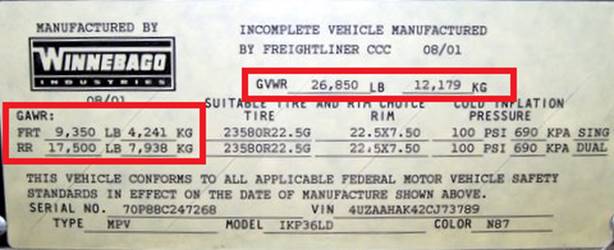 MANUFACTURED BY
WINNEBAGO
INDUSTRIES
08/01
INCOMPLETE VEHICLE MANUFACTURED
BY FREIGHTLINER CCC 08/01
GVWR 26,850 LB 12,179 KG
SUITABLE TIRE AND RIM CHOICE COLD INFLATION
GAWR: TIRE RIM PRESSURE
FRT 9,350 LB 4,241 KG 23580R22.5G 22.5X7.50 100 PSI 690 KPA SING
RR 17,500 LB 7,938 KG 23580R22.5G 22.5X7.50 100 PSI 690 KPA DUAL
THIS VEHICLE CONFORMS TO ALL APPLICABLE FEDERAL MOTOR VEHICLE SAFETY
STANDARDS IN EFFECT ON THE DATE OF MANUFACTURE SHOWN ABOVE.
SERIAL NO. 70P88C247268 VIN 4UZAAHAK42CJ73789
TYPE MPV MODEL IKP36LD COLOR N87